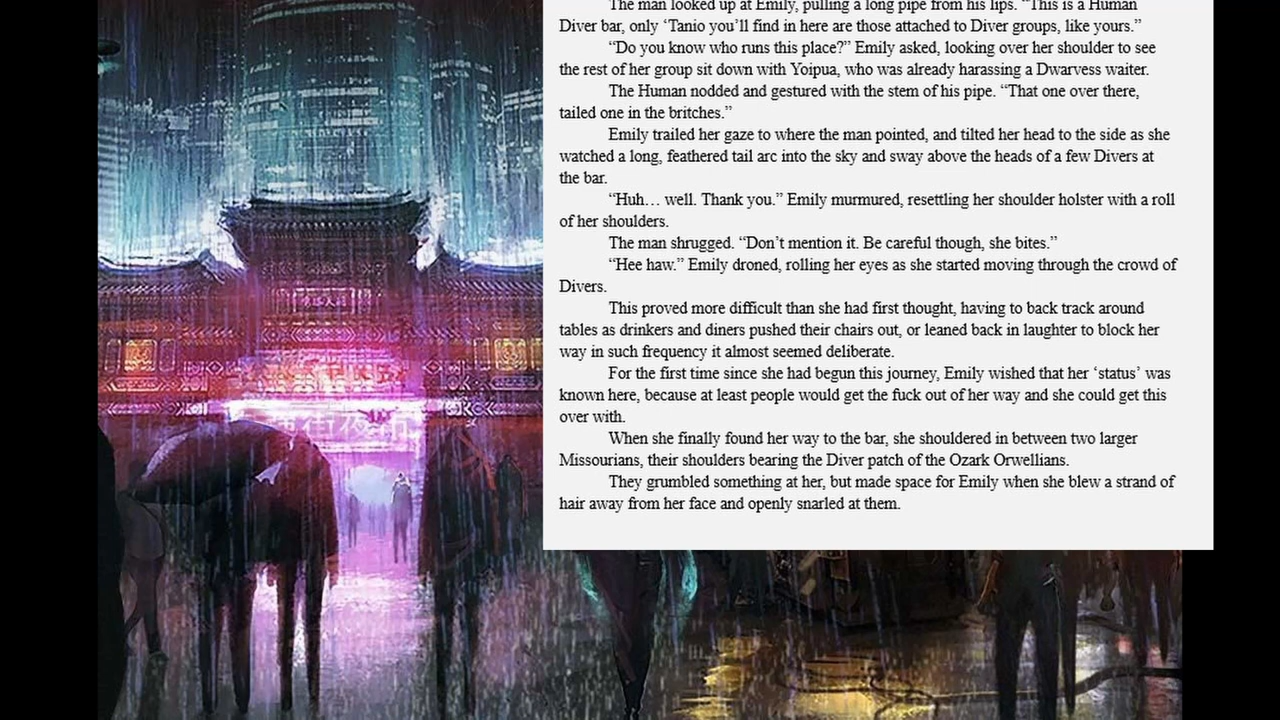 The man looked up at Emily, pulling a long pipe from his lips. “This is a Human
Diver bar, only ‘Tanio you’ll find in here are those attached to Diver groups, like yours.”
“Do you know who runs this place?” Emily asked, looking over her shoulder to see
the rest of her group sit down with Yoipua, who was already harassing a Dwarvess waiter.
The Human nodded and gestured with the stem of his pipe. “That one over there,
tailed one in the britches.”
Emily trailed her gaze to where the man pointed, and tilted her head to the side as she
watched a long, feathered tail arc into the sky and sway above the heads of a few Divers at
the bar.
“Huh… well. Thank you.” Emily murmured, resettling her shoulder holster with a roll
of her shoulders.
The man shrugged. “Don’t mention it. Be careful though, she bites.”
“Hee haw.” Emily droned, rolling her eyes as she started moving through the crowd of
Divers.
This proved more difficult than she had first thought, having to back track around
tables as drinkers and diners pushed their chairs out, or leaned back in laughter to block her
way in such frequency it almost seemed deliberate.
For the first time since she had begun this journey, Emily wished that her ‘status’ was
known here, because at least people would get the fuck out of her way and she could get this
over with.
When she finally found her way to the bar, she shouldered in between two larger
Missourians, their shoulders bearing the Diver patch of the Ozark Orwellians.
They grumbled something at her, but made space for Emily when she blew a strand of
hair away from her face and openly snarled at them.